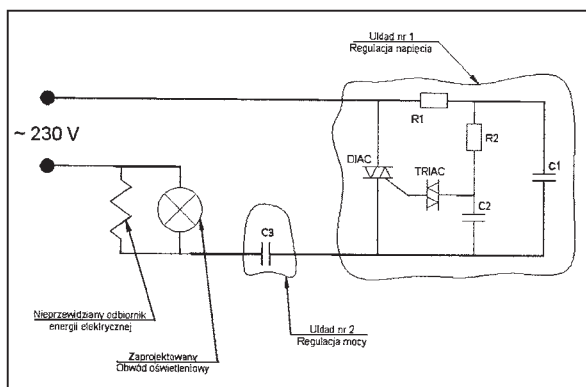 Układ nr 1
Regulacja napięcia
R1
~ 230 V
R2
DIAC
TRIAC
C1
C2
C3
Nieprzewidziany odbiornik
energii elektrycznej
Układ nr 2
Regulacja mocy
Zaprojektowany
Obwód oświetleniowy